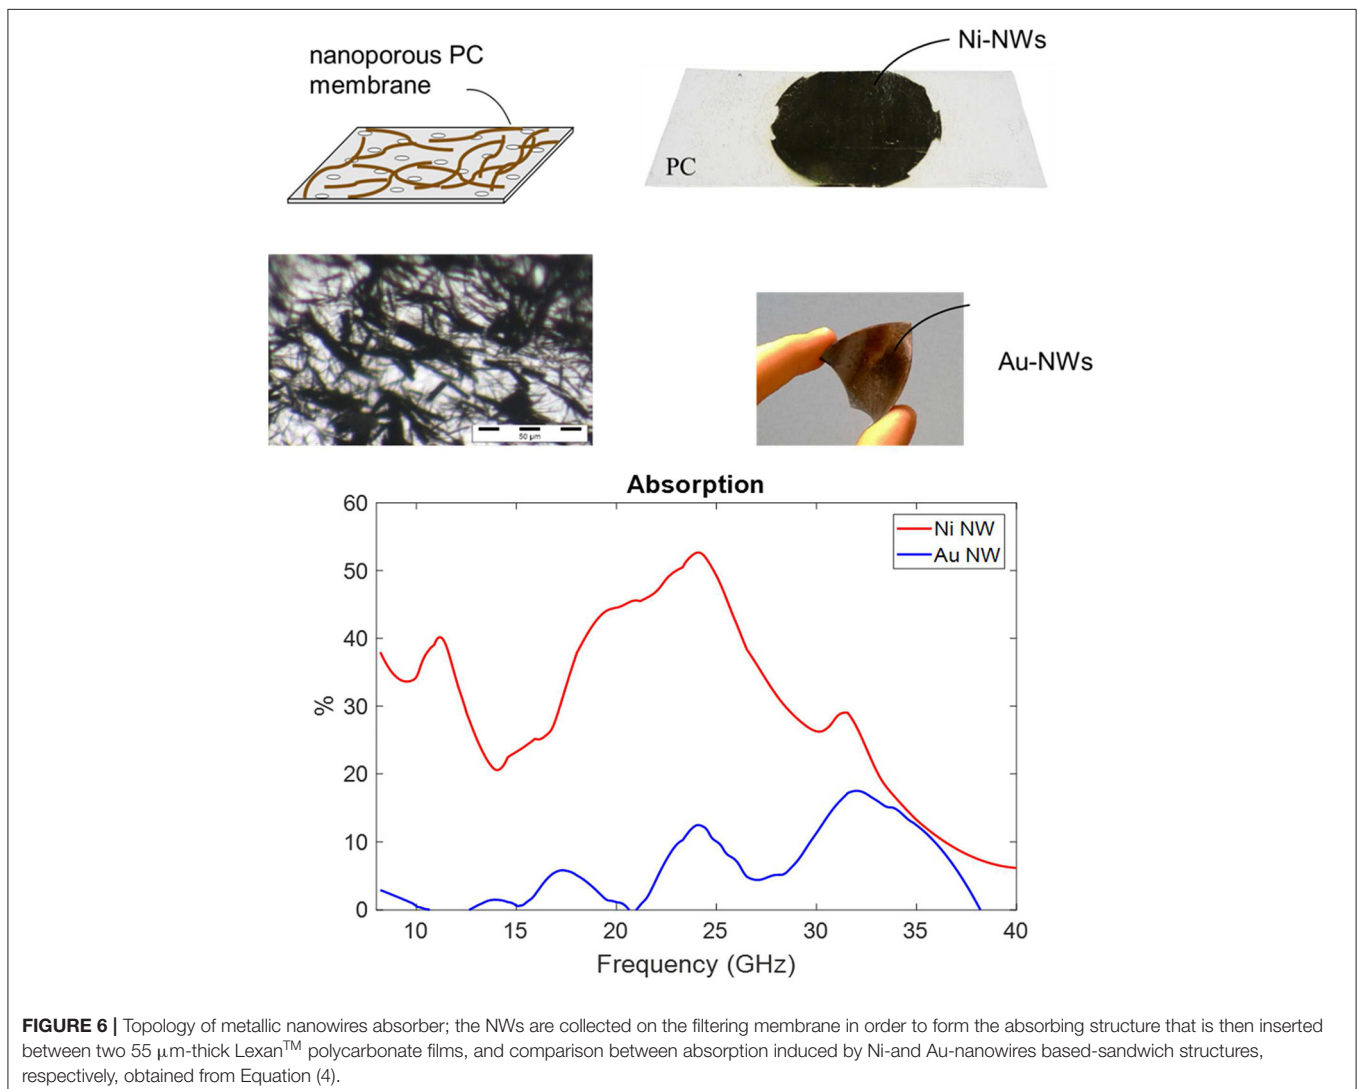 nanoporous PC
membrane
Ni-NWs
PC
50 µm
Au-NWs
Absorption
60
50
40
30
20
10
0
%
Ni NW
Au NW
10
15
20
25
30
35
40
Frequency (GHz)
FIGURE 6 | Topology of metallic nanowires absorber; the NWs are collected on the filtering membrane in order to form the absorbing structure that is then inserted
between two 55 µm-thick Lexan™ polycarbonate films, and comparison between absorption induced by Ni-and Au-nanowires based-sandwich structures,
respectively, obtained from Equation (4).